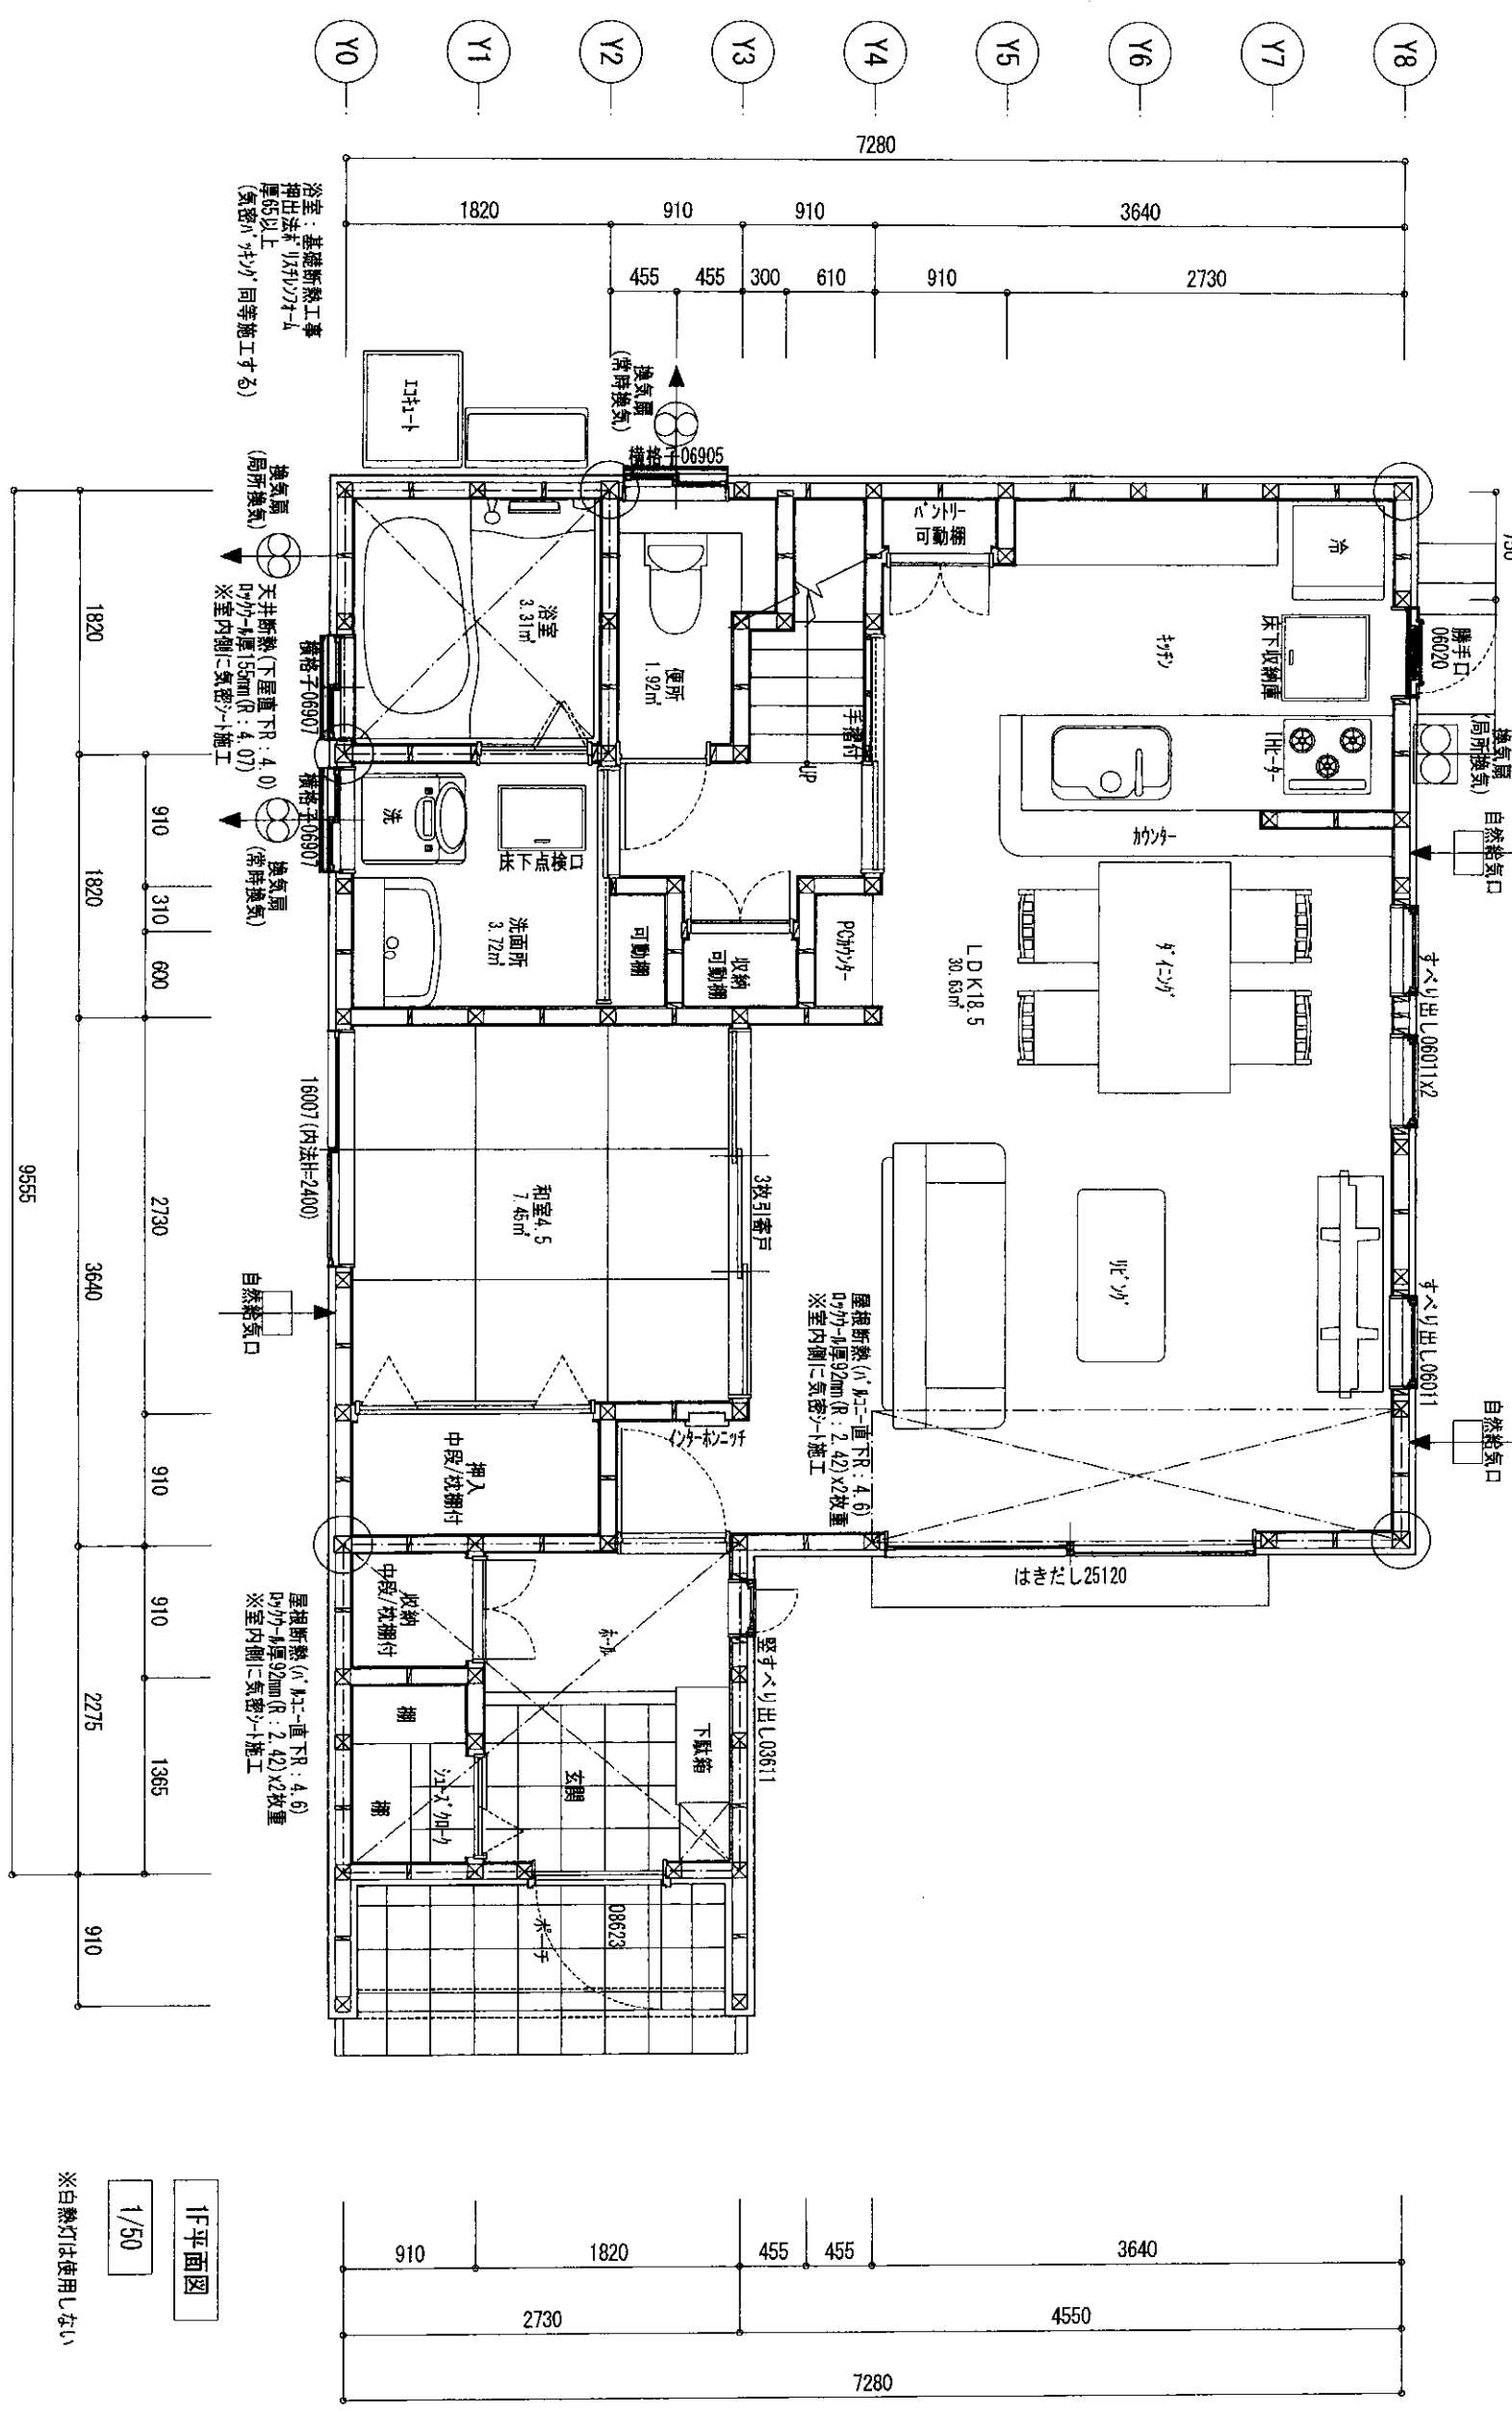 Y0
Y1
Y2
Y3
Y4
Y5
Y6
Y7
Y8
7280
1820
910
910
3640
455
455
300
610
910
2730
浴室：基礎断熱工事
押出法ﾎﾟﾘｽﾁﾚﾝﾌｫｰﾑ
厚65以上
(気密ﾊﾟｯｷﾝｸﾞ同等施工する)
ｴｺｷｭｰﾄ
換気扇
(常時換気)
横格子06905
換気扇
(局所換気)
天井断熱(下屋直下R：4.0)
ﾛｯｸｳｰﾙ厚155mm(R：4.07)
※室内側に気密ｼｰﾄ施工
横格子06907
横格子06907
換気扇
(常時換気)
浴室
3.31㎡
便所
1.92㎡
手摺付
UP
ﾊﾟﾝﾄﾘｰ
可動棚
ｷｯﾁﾝ
冷
床下収納庫
IHﾋｰﾀｰ
勝手口
06020
換気扇
(局所換気)
自然給気口
ｶｳﾝﾀｰ
洗
床下点検口
洗面所
3.72㎡
可動棚
収納
可動棚
PCｶｳﾝﾀｰ
LDK18.5
30.63㎡
ﾀﾞｲﾆﾝｸﾞ
すべり出し06011x2
16007(内法H=2400)
和室4.5
7.45㎡
3枚引寄戸
ﾘﾋﾞﾝｸﾞ
すべり出し06011
自然給気口
自然給気口
屋根断熱(ﾊﾞﾙｺﾆｰ直下R：4.6)
ﾛｯｸｳｰﾙ厚92mm(R：2.42)x2枚重
※室内側に気密ｼｰﾄ施工
押入
中段/枕棚付
ｲﾝﾀｰﾎﾝﾆｯﾁ
はきだし25120
収納
中段/枕棚付
ﾎｰﾙ
竪すべり出し03611
屋根断熱(ﾊﾞﾙｺﾆｰ直下R：4.6)
ﾛｯｸｳｰﾙ厚92mm(R：2.42)x2枚重
※室内側に気密ｼｰﾄ施工
棚
棚
ｼｭｰｽﾞｸﾛｰｸ
玄関
下駄箱
08623
ﾎﾟｰﾁ
1820
910
310
600
2730
910
910
1365
1820
3640
2275
910
9555
910
1820
455
455
3640
2730
4550
7280
1F平面図
1/50
※白熱灯は使用しない